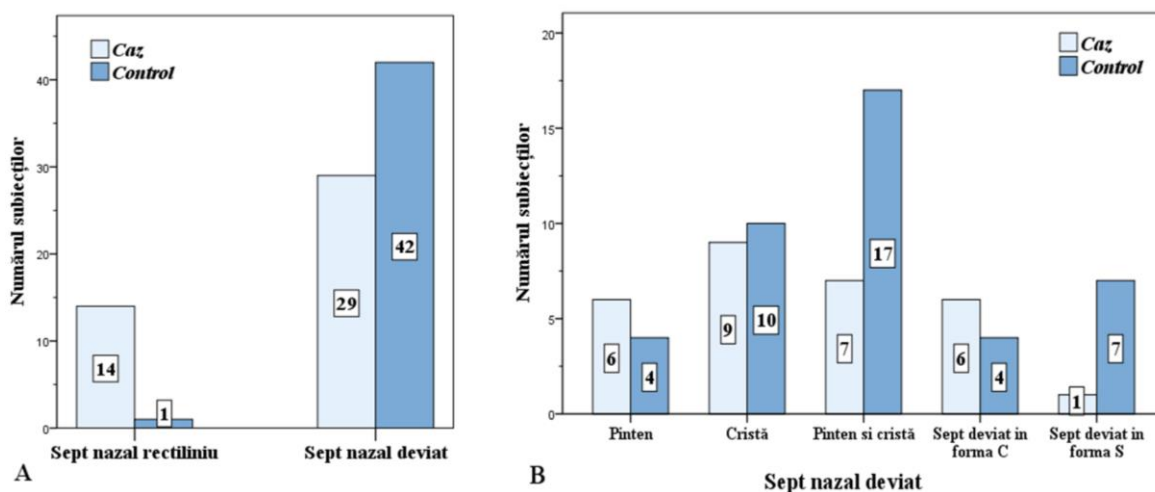 Caz
Control
Numărul subiecților
40
30
20
10
0
14
1
29
42
Sept nazal rectiliniu
Sept nazal deviat
A
Caz
Control
Numărul subiecților
20
15
10
5
0
6
4
9
10
7
17
6
4
1
7
Pinten
Cristă
Pinten si cristă
Sept deviat in
forma C
Sept deviat in
forma S
Sept nazal deviat
B